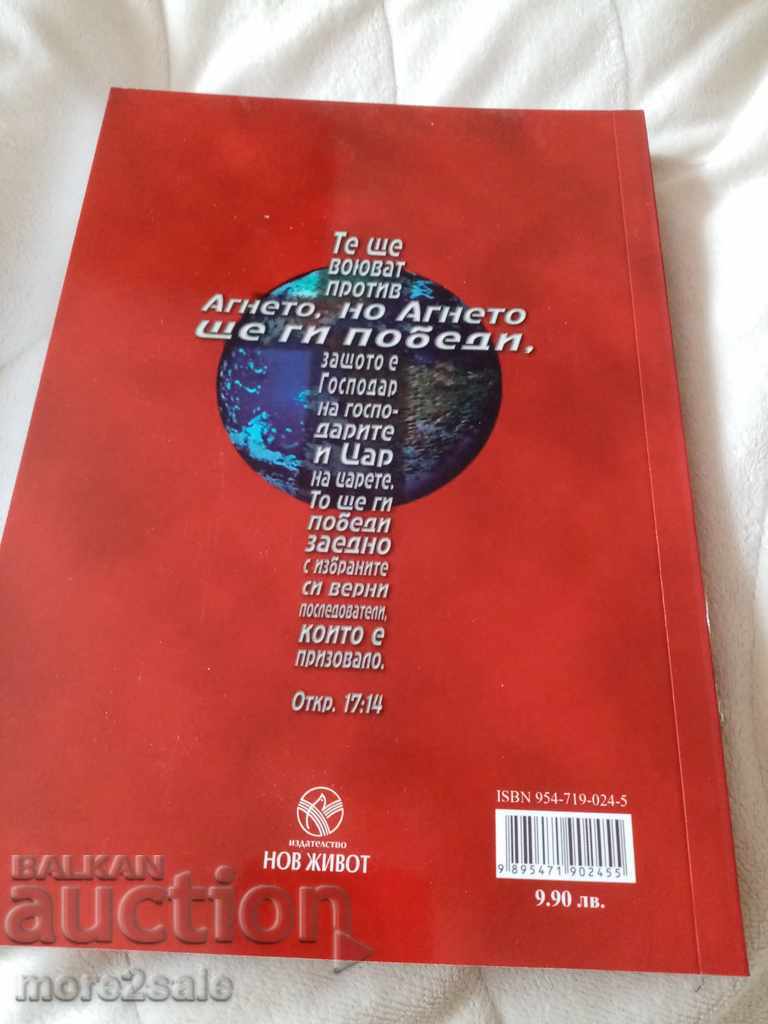 Те ще
воюват
против
Агнето, но Агнето
ще ги победи,
защото е
Господар
на госпо-
дарите
и Цар
на царете.
То ще ги
победи
заедно
с избраните
си верни
последователи,
които е
призовало.
Откр. 17:14
издателство
НОВ ЖИВОТ
ISBN 954-719-024-5
9 895471 902455
9.90 лв.
BALKAN
auction
more2sale